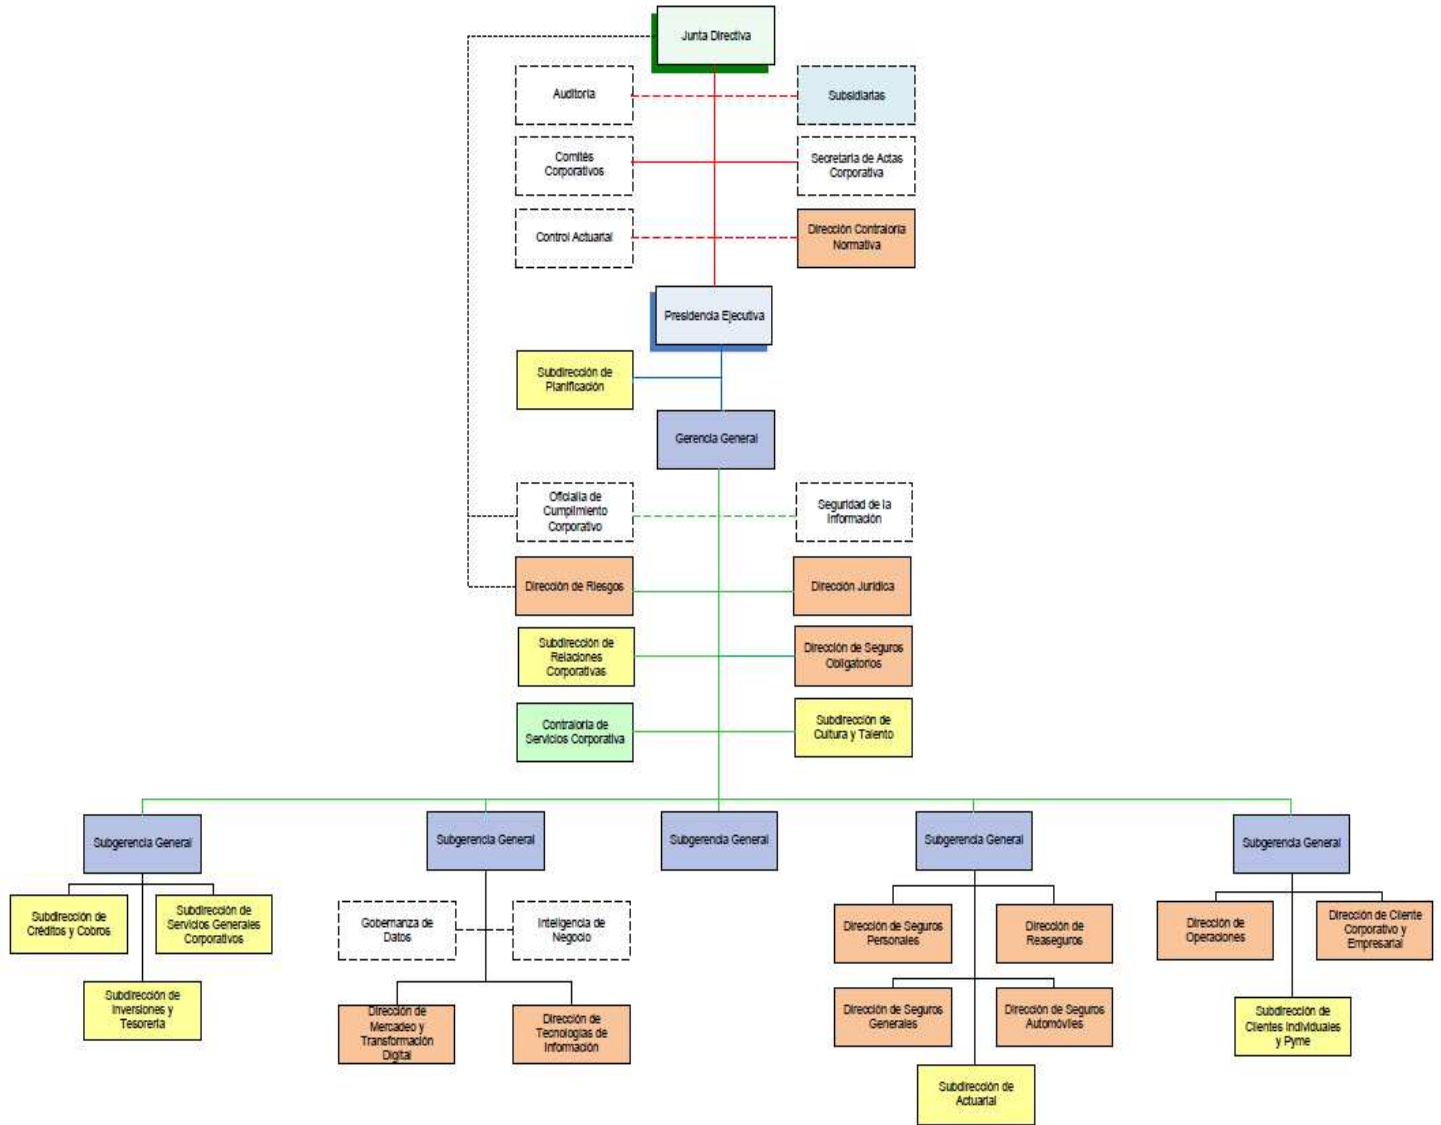 Junta Directiva
Auditoría
Subsidiarias
Comités
Corporativos
Secretaría de Actas
Corporativa
Control Actuarial
Dirección Contraloría
Normativa
Presidencia Ejecutiva
Subdirección de
Planificación
Gerencia General
Oficialía de
Cumplimiento
Corporativo
Seguridad de la
Información
Dirección de Riesgos
Dirección Jurídica
Subdirección de
Relaciones
Corporativas
Dirección de Seguros
Obligatorios
Contraloría de
Servicios Corporativa
Subdirección de
Cultura y Talento
Subgerencia General
Subgerencia General
Subgerencia General
Subgerencia General
Subgerencia General
Subdirección de
Créditos y Cobros
Subdirección de
Servicios Generales
Corporativos
Subdirección de
Inversiones y
Tesorería
Gobernanza de
Datos
Inteligencia de
Negocio
Dirección de
Mercadeo y
Transformación
Digital
Dirección de
Tecnologías de
Información
Dirección de Seguros
Personales
Dirección de
Reaseguros
Dirección de Seguros
Generales
Dirección de Seguros
Automóviles
Subdirección de
Actuarial
Dirección de
Operaciones
Dirección de Cliente
Corporativo y
Empresarial
Subdirección de
Clientes Individuales
y Pyme